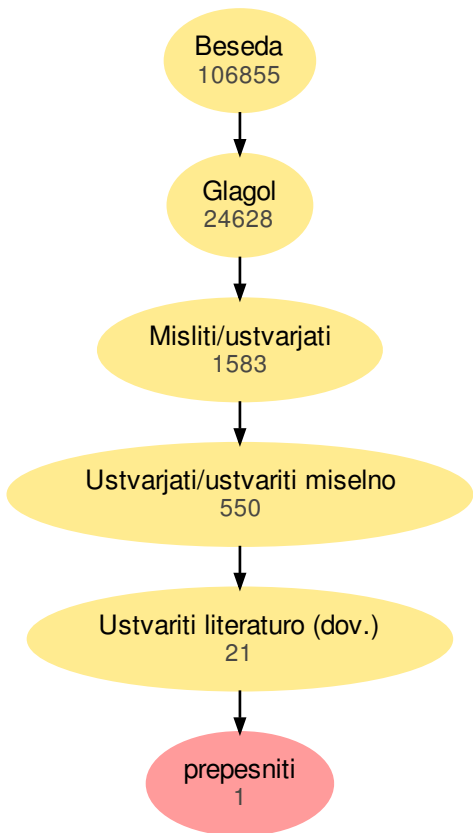 Beseda
106855
Glagol
24628
Misliti/ustvarjati
1583
Ustvarjati/ustvariti miselno
550
Ustvariti literaturo (dov.)
21
prepesniti
1